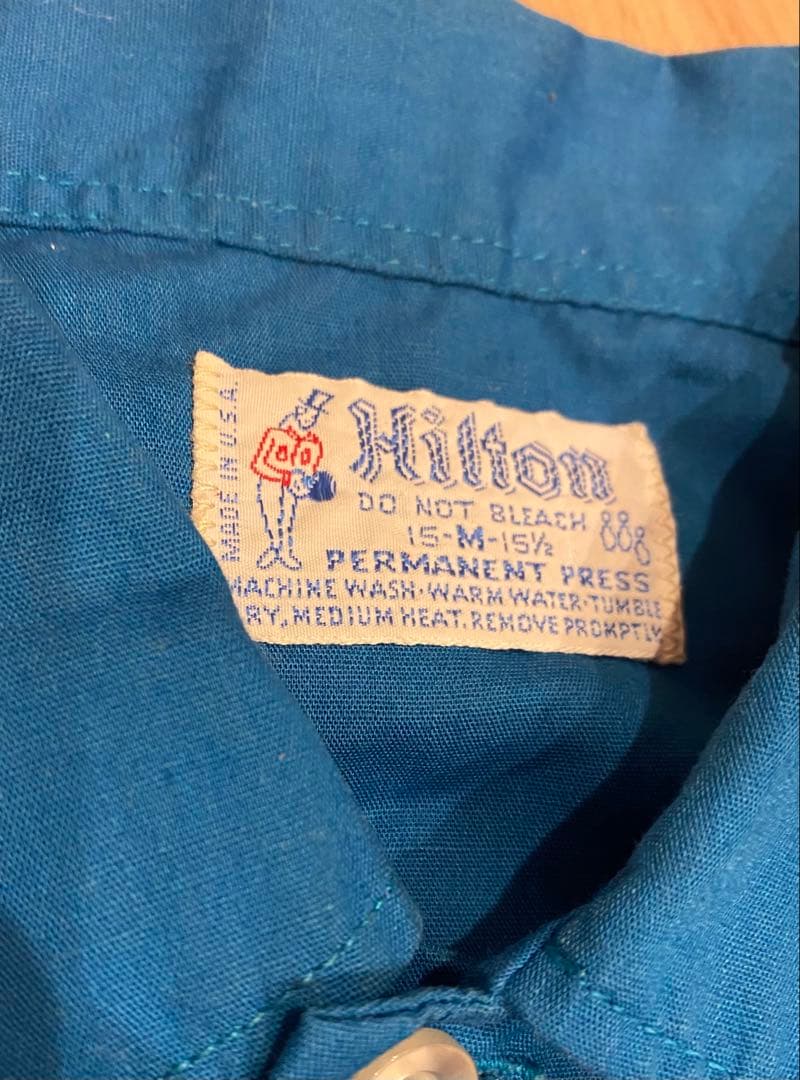 MADE IN U.S.A.
Hilton
DO NOT BLEACH
15-M-15½
PERMANENT PRESS
MACHINE WASH·WARM WATER·TUMBLE
RY, MEDIUM HEAT, REMOVE PROMPTLY